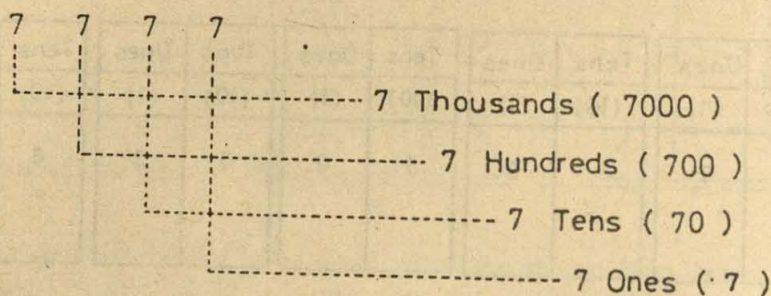 7 7 7 7
7 Thousands ( 7000 )
7 Hundreds ( 700 )
7 Tens ( 70 )
7 Ones ( 7 )